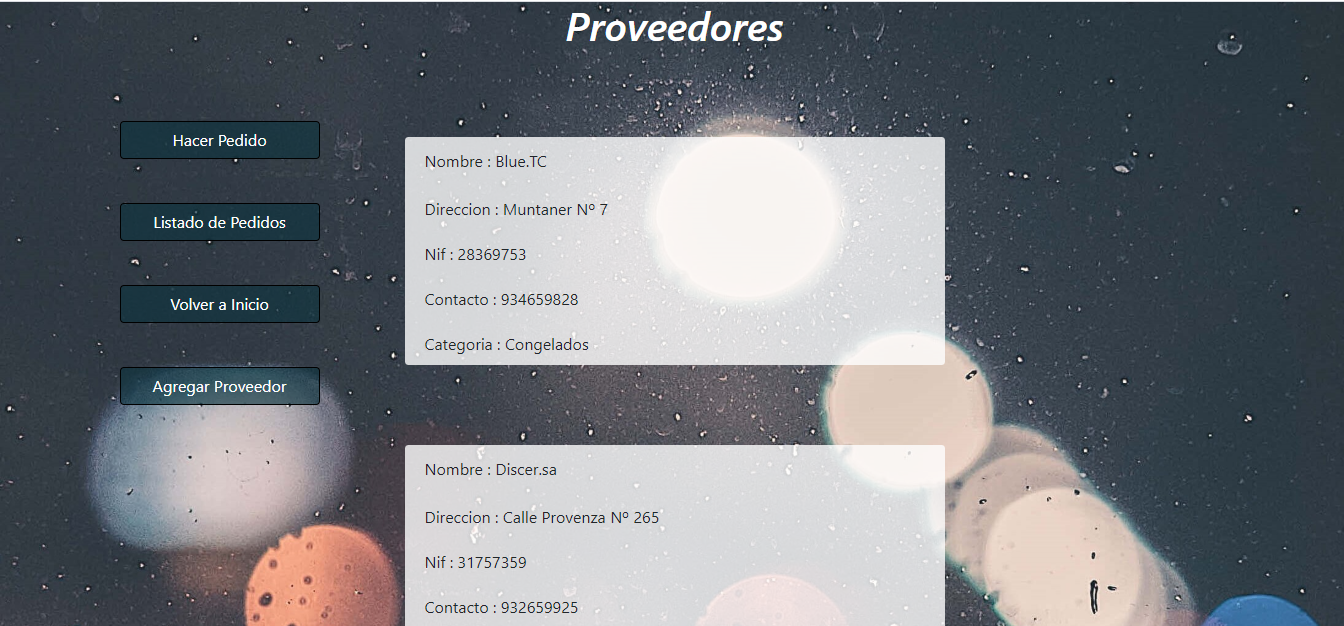 Proveedores
Hacer Pedido
Listado de Pedidos
Volver a Inicio
Agregar Proveedor
Nombre : Blue.TC
Direccion : Muntaner Nº 7
Nif : 28369753
Contacto : 934659828
Categoria : Congelados
Nombre : Discer.sa
Direccion : Calle Provenza Nº 265
Nif : 31757359
Contacto : 932659925